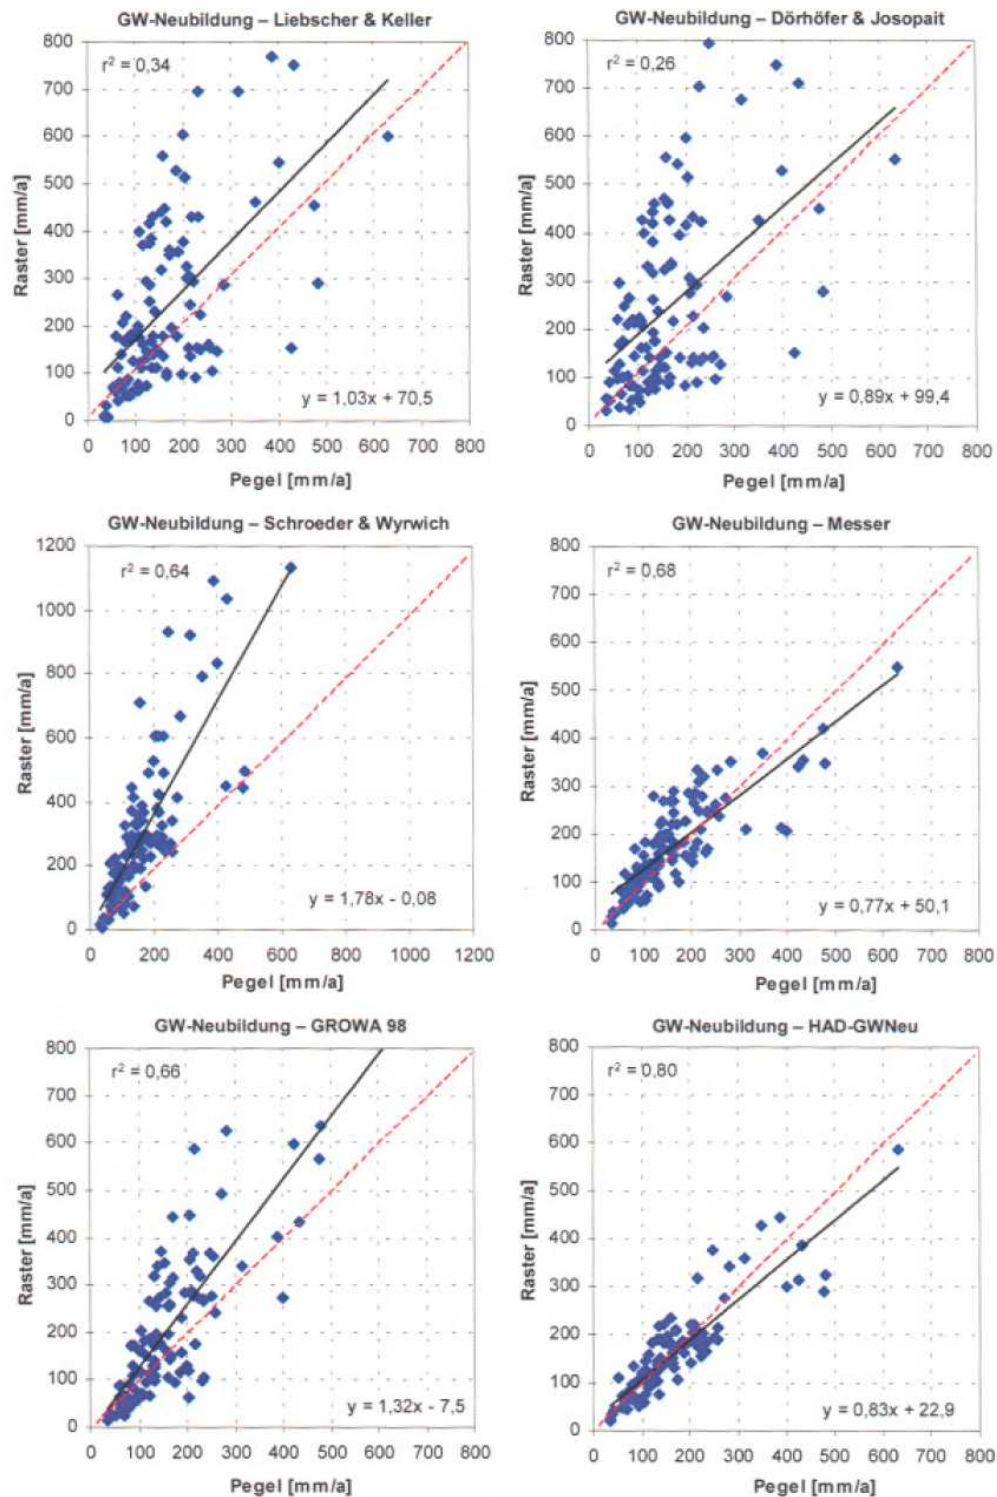 GW-Neubildung – Liebscher & Keller
800
700
600
500
400
300
200
100
0
Raster [mm/a]
r² = 0,34
y = 1,03x + 70,5
0 100 200 300 400 500 600 700 800
Pegel [mm/a]
GW-Neubildung – Dörhöfer & Josopait
800
700
600
500
400
300
200
100
0
Raster [mm/a]
r² = 0,26
y = 0,89x + 99,4
0 100 200 300 400 500 600 700 800
Pegel [mm/a]
GW-Neubildung – Schroeder & Wyrwich
1200
1000
800
600
400
200
0
Raster [mm/a]
r² = 0,64
y = 1,78x - 0,08
0 200 400 600 800 1000 1200
Pegel [mm/a]
GW-Neubildung – Messer
800
700
600
500
400
300
200
100
0
Raster [mm/a]
r² = 0,68
y = 0,77x + 50,1
0 100 200 300 400 500 600 700 800
Pegel [mm/a]
GW-Neubildung – GROWA 98
800
700
600
500
400
300
200
100
0
Raster [mm/a]
r² = 0,66
y = 1,32x - 7,5
0 100 200 300 400 500 600 700 800
Pegel [mm/a]
GW-Neubildung – HAD-GWNeu
800
700
600
500
400
300
200
100
0
Raster [mm/a]
r² = 0,80
y = 0,83x + 22,9
0 100 200 300 400 500 600 700 800
Pegel [mm/a]